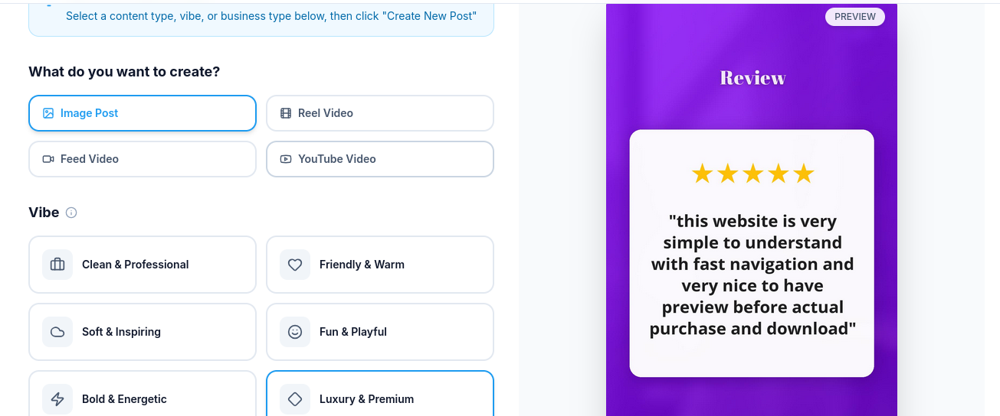 Select a content type, vibe, or business type below, then click "Create New Post"
What do you want to create?
Image Post
Reel Video
Feed Video
YouTube Video
Vibe
Clean & Professional
Friendly & Warm
Soft & Inspiring
Fun & Playful
Bold & Energetic
Luxury & Premium
PREVIEW
Review
"this website is very
simple to understand
with fast navigation and
very nice to have
preview before actual
purchase and download"